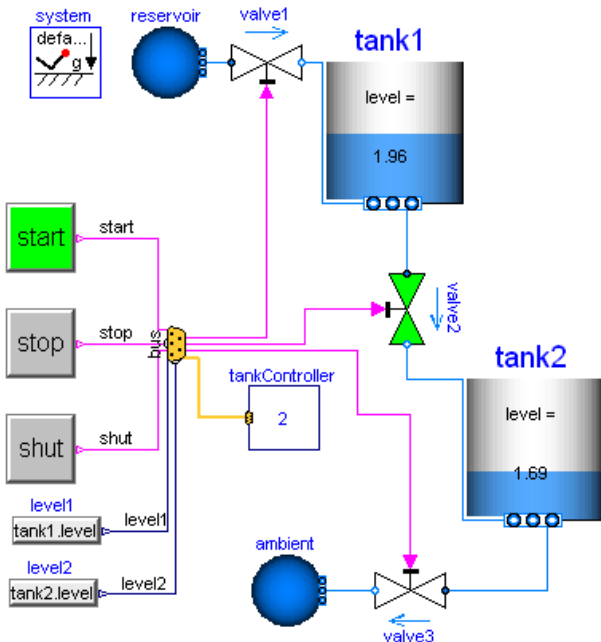 system
defa...
g
reservoir
valve1
tank1
level =
1.96
start
start
stop
stop
bus
shut
shut
valve2
tankController
2
tank2
level =
1.69
level1
tank1.level
level1
level2
tank2.level
level2
ambient
valve3